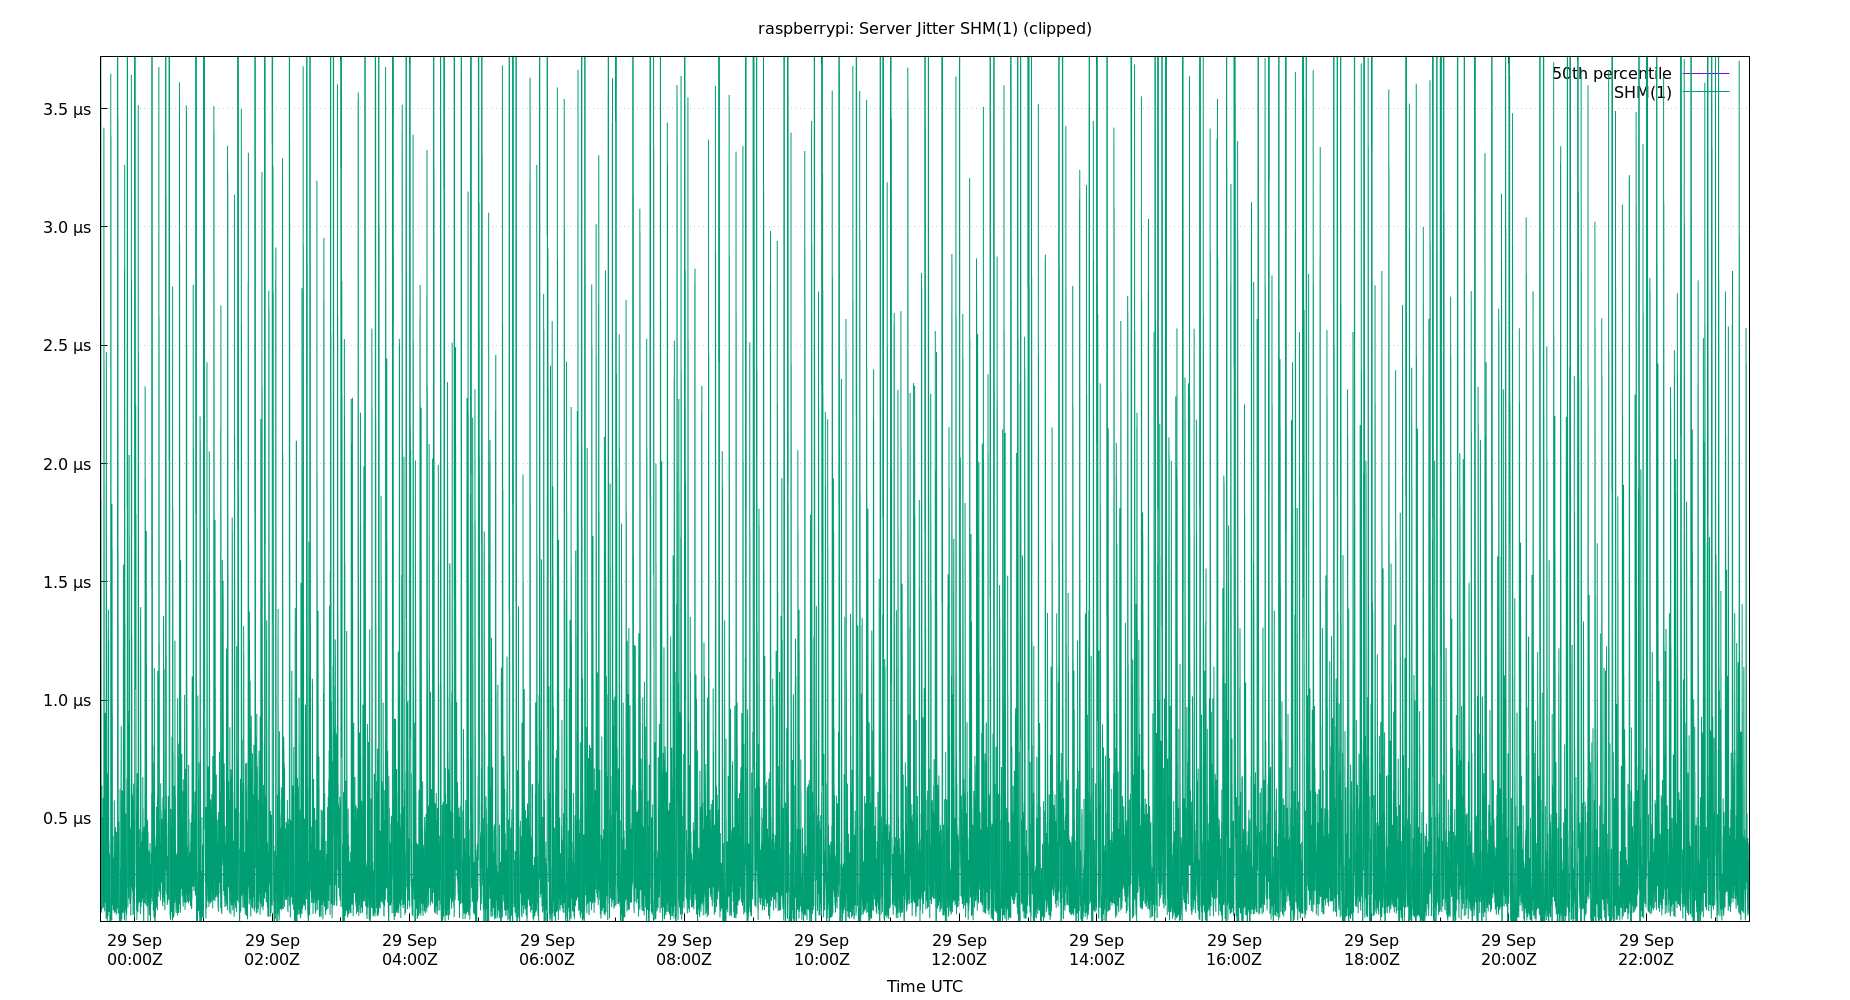 raspberrypi: Server Jitter SHM(1) (clipped)
50th percentile
SHM(1)
3.5 µs
3.0 µs
2.5 µs
2.0 µs
1.5 µs
1.0 µs
0.5 µs
29 Sep 29 Sep 29 Sep 29 Sep 29 Sep 29 Sep 29 Sep 29 Sep 29 Sep 29 Sep 29 Sep 29 Sep
00:00Z 02:00Z 04:00Z 06:00Z 08:00Z 10:00Z 12:00Z 14:00Z 16:00Z 18:00Z 20:00Z 22:00Z
Time UTC